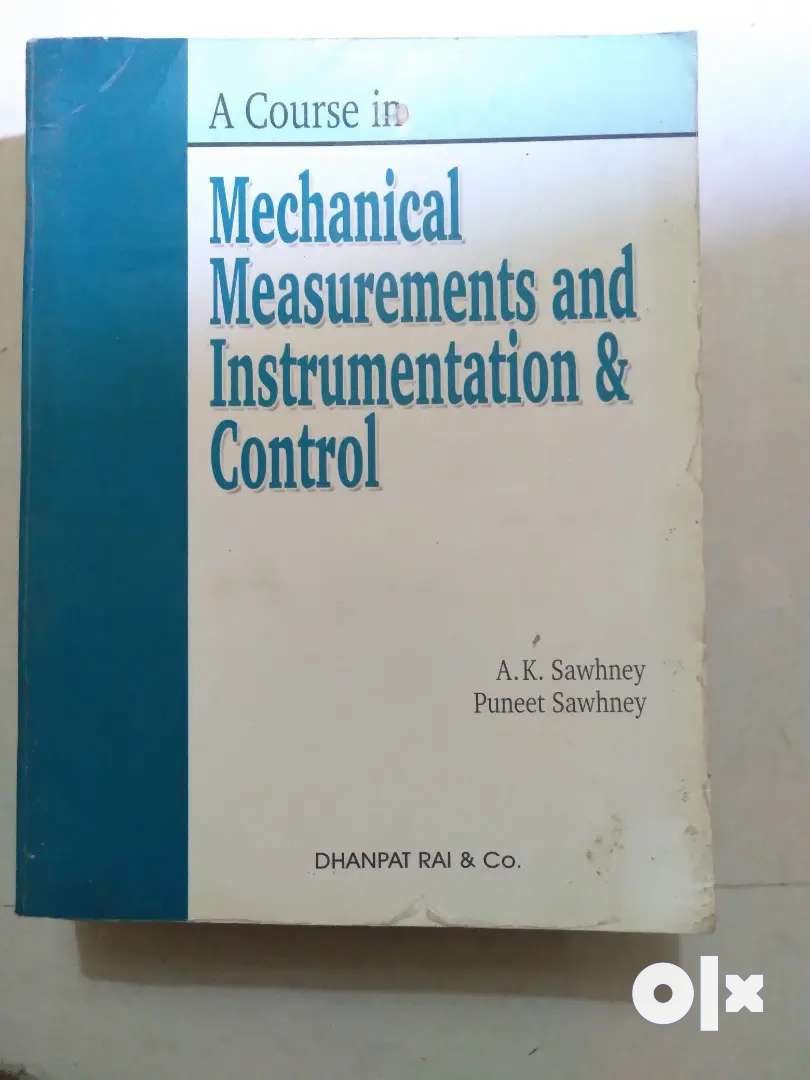 A Course in
Mechanical
Measurements and
Instrumentation &
Control
A.K. Sawhney
Puneet Sawhney
DHANPAT RAI & Co.
olx